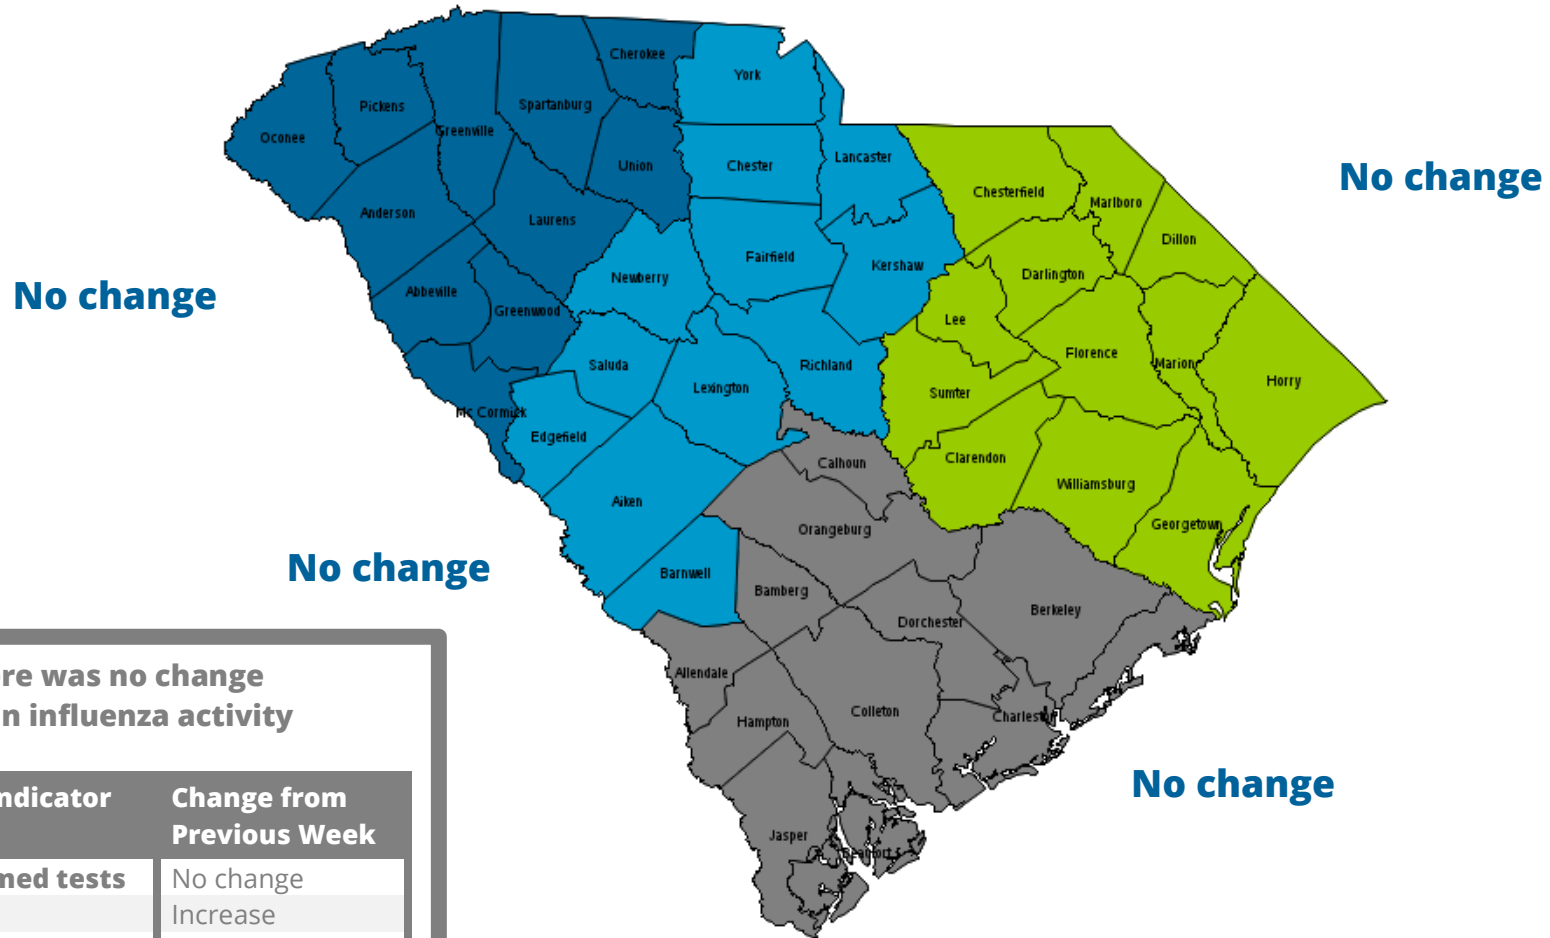 Cherokee
York
Pickens
Spartanburg
Greenville
Oconee
Union
Chester
Lancaster
No change
Chesterfield
Marlboro
Anderson
Laurens
Dillon
Fairfield
Kershaw
Newberry
Darlington
No change
Abbeville
Greenwood
Lee
Florence
Saluda
Richland
Marion
Lexington
Horry
Sumter
Mc Cormick
Edgefield
Clarendon
Calhoun
Williamsburg
Aiken
Orangeburg
Georgetown
No change
Barnwell
Bamberg
Berkeley
Dorchester
Allendale
Colleton
Hampton
Charleston
No change
Jasper
Beaufort
re was no change
n influenza activity
ndicator
Change from
Previous Week
med tests
No change
Increase